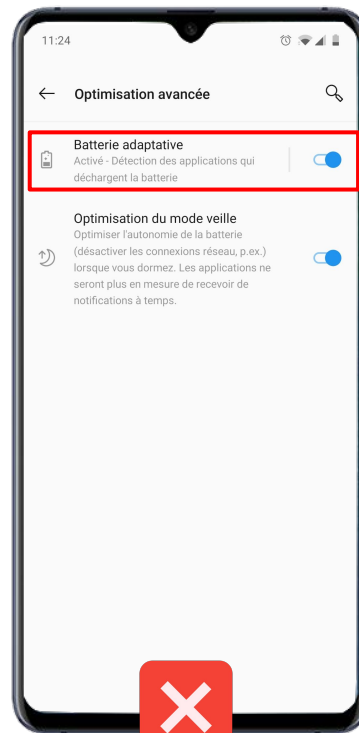 11:24
Optimisation avancée
Batterie adaptative
Activé - Détection des applications qui
déchargent la batterie
Optimisation du mode veille
Optimiser l'autonomie de la batterie
(désactiver les connexions réseau, p.ex.)
lorsque vous dormez. Les applications ne
seront plus en mesure de recevoir de
notifications à temps.